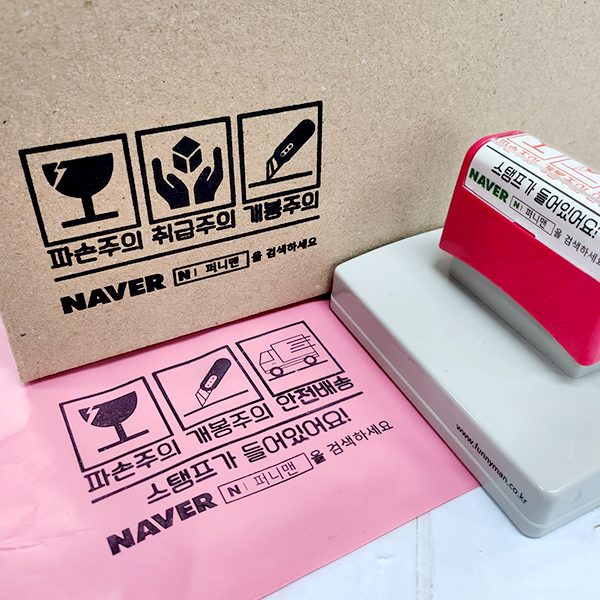 파손주의 취급주의 개봉주의
NAVER N 퍼니맨 을 검색하세요
파손주의 개봉주의 안전배송
스탬프가 들어있어요!
NAVER N 퍼니맨 을 검색하세요
스탬프가 들어있어요!
NAVER N 퍼니맨 을 검색하세요
www.funnyman.co.kr